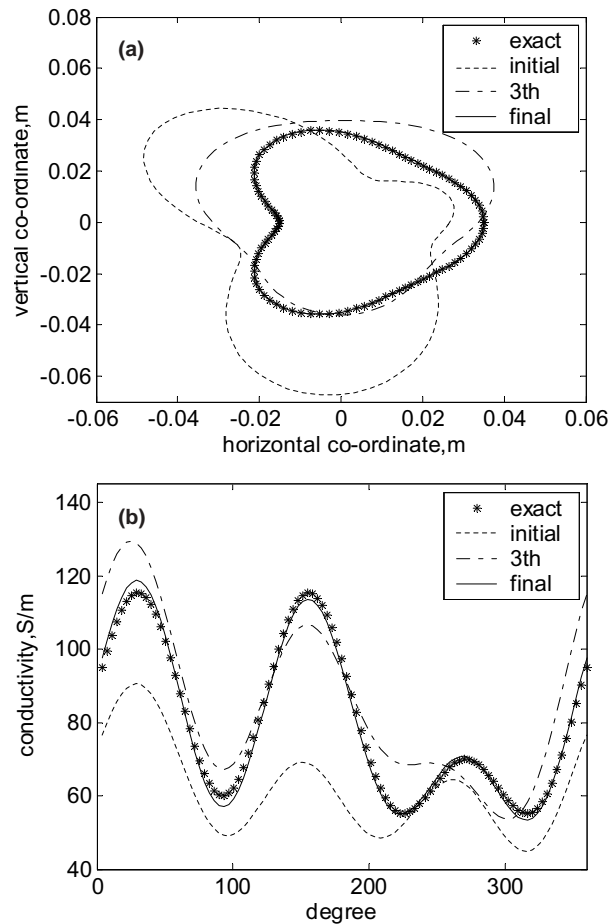 0.08
0.06
0.04
0.02
0
-0.02
-0.04
-0.06
vertical co-ordinate,m
(a)
exact
initial
3th
final
-0.06
-0.04
-0.02
0
0.02
0.04
0.06
horizontal co-ordinate,m
140
120
100
80
60
40
conductivity,S/m
(b)
exact
initial
3th
final
0
100
200
300
degree